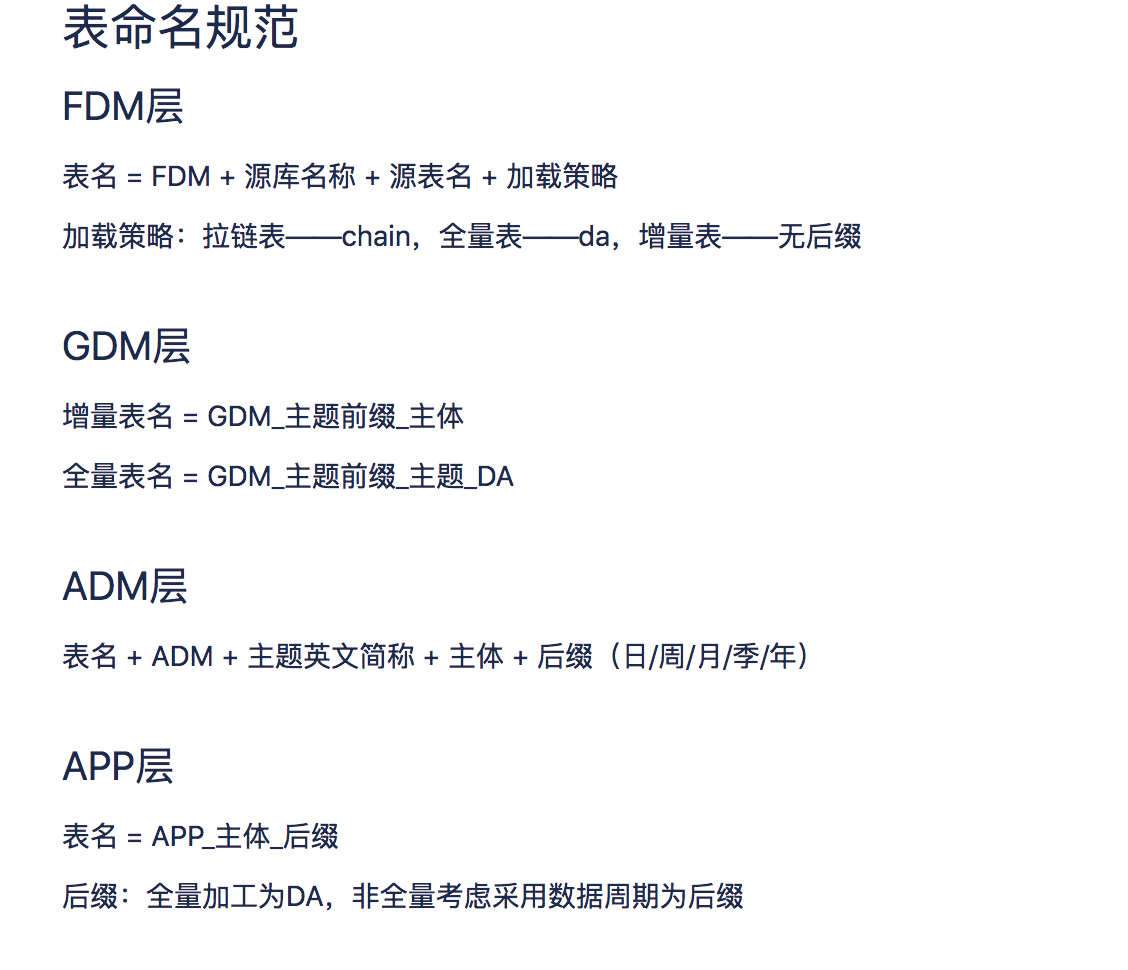 表命名规范
FDM层
表名 = FDM + 源库名称 + 源表名 + 加载策略
加载策略：拉链表——chain，全量表——da，增量表——无后缀
GDM层
增量表名 = GDM_主题前缀_主体
全量表名 = GDM_主题前缀_主题_DA
ADM层
表名 + ADM + 主题英文简称 + 主体 + 后缀（日/周/月/季/年）
APP层
表名 = APP_主体_后缀
后缀：全量加工为DA，非全量考虑采用数据周期为后缀